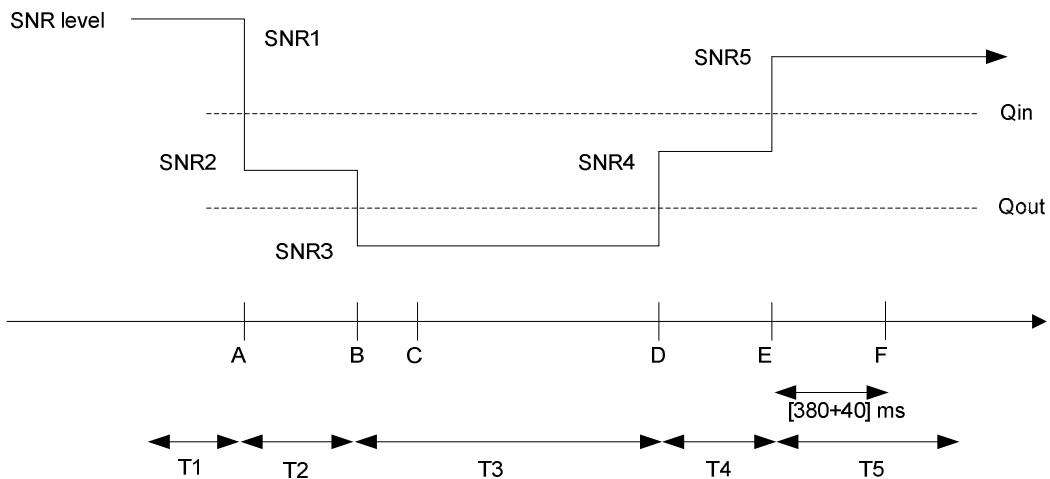 SNR level
SNR1
SNR5
Qin
SNR2
SNR4
Qout
SNR3
A
B
C
D
E
F
[380+40] ms
T1
T2
T3
T4
T5